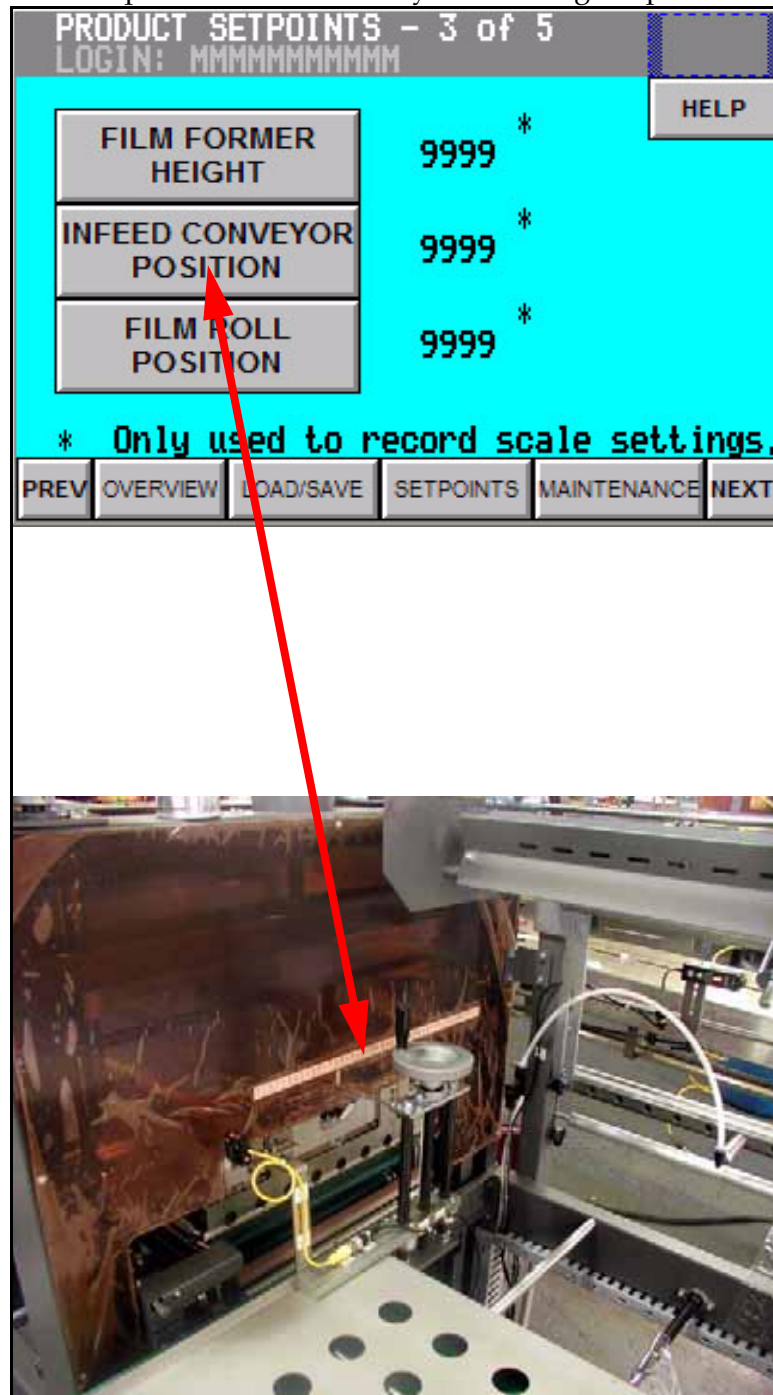 PRODUCT SETPOINTS - 3 of 5
LOGIN: MMMMMMMMMMM
HELP
FILM FORMER
HEIGHT
9999 *
INFEED CONVEYOR
POSITION
9999 *
FILM ROLL
POSITION
9999 *
* Only used to record scale settings.
PREV OVERVIEW LOAD/SAVE SETPOINTS MAINTENANCE NEXT